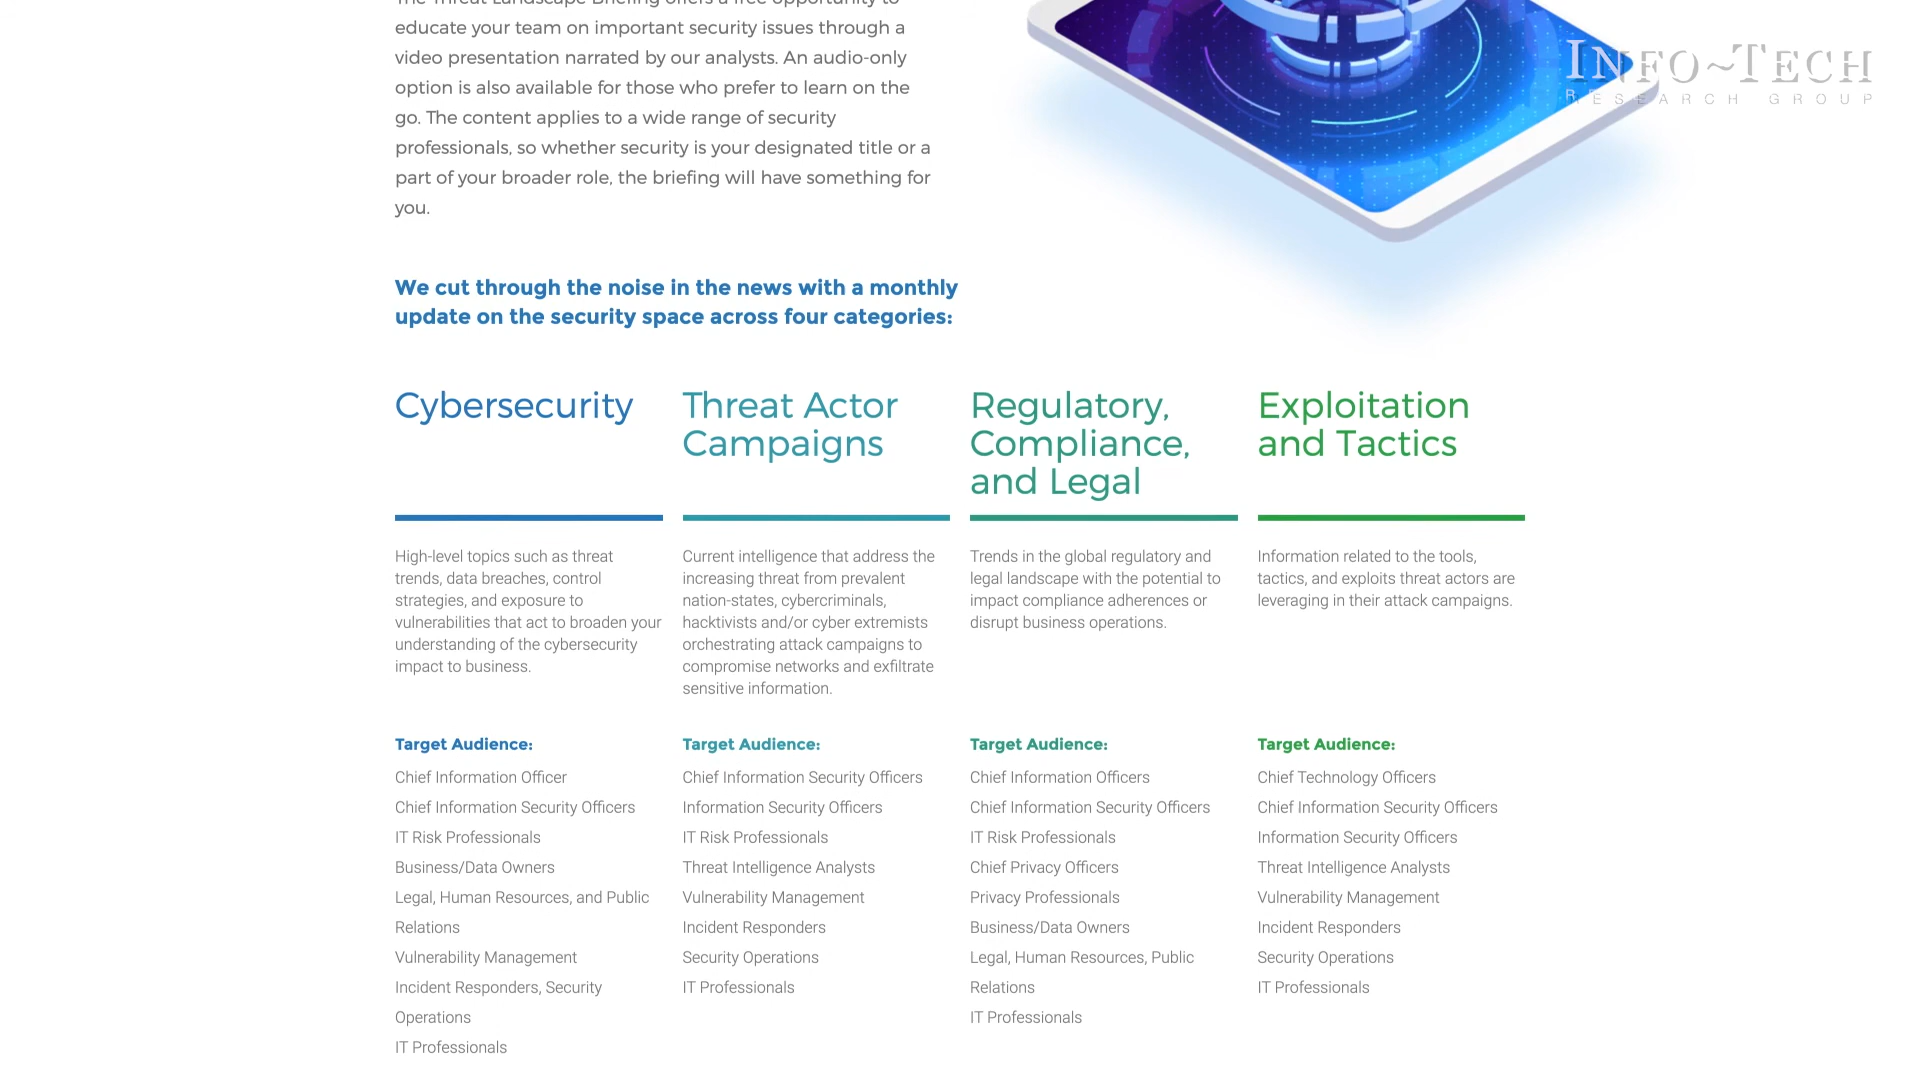 The Threat Landscape Briefing offers a free opportunity to
educate your team on important security issues through a
video presentation narrated by our analysts. An audio-only
option is also available for those who prefer to learn on the
go. The content applies to a wide range of security
professionals, so whether security is your designated title or a
part of your broader role, the briefing will have something for
you.
INFO~TECH
RESEARCH GROUP
We cut through the noise in the news with a monthly
update on the security space across four categories:
Cybersecurity
High-level topics such as threat
trends, data breaches, control
strategies, and exposure to
vulnerabilities that act to broaden your
understanding of the cybersecurity
impact to business.
Target Audience:
Chief Information Officer
Chief Information Security Officers
IT Risk Professionals
Business/Data Owners
Legal, Human Resources, and Public
Relations
Vulnerability Management
Incident Responders, Security
Operations
IT Professionals
Threat Actor
Campaigns
Current intelligence that address the
increasing threat from prevalent
nation-states, cybercriminals,
hacktivists and/or cyber extremists
orchestrating attack campaigns to
compromise networks and exfiltrate
sensitive information.
Target Audience:
Chief Information Security Officers
Information Security Officers
IT Risk Professionals
Threat Intelligence Analysts
Vulnerability Management
Incident Responders
Security Operations
IT Professionals
Regulatory,
Compliance,
and Legal
Trends in the global regulatory and
legal landscape with the potential to
impact compliance adherences or
disrupt business operations.
Target Audience:
Chief Information Officers
Chief Information Security Officers
IT Risk Professionals
Chief Privacy Officers
Privacy Professionals
Business/Data Owners
Legal, Human Resources, Public
Relations
IT Professionals
Exploitation
and Tactics
Information related to the tools,
tactics, and exploits threat actors are
leveraging in their attack campaigns.
Target Audience:
Chief Technology Officers
Chief Information Security Officers
Information Security Officers
Threat Intelligence Analysts
Vulnerability Management
Incident Responders
Security Operations
IT Professionals